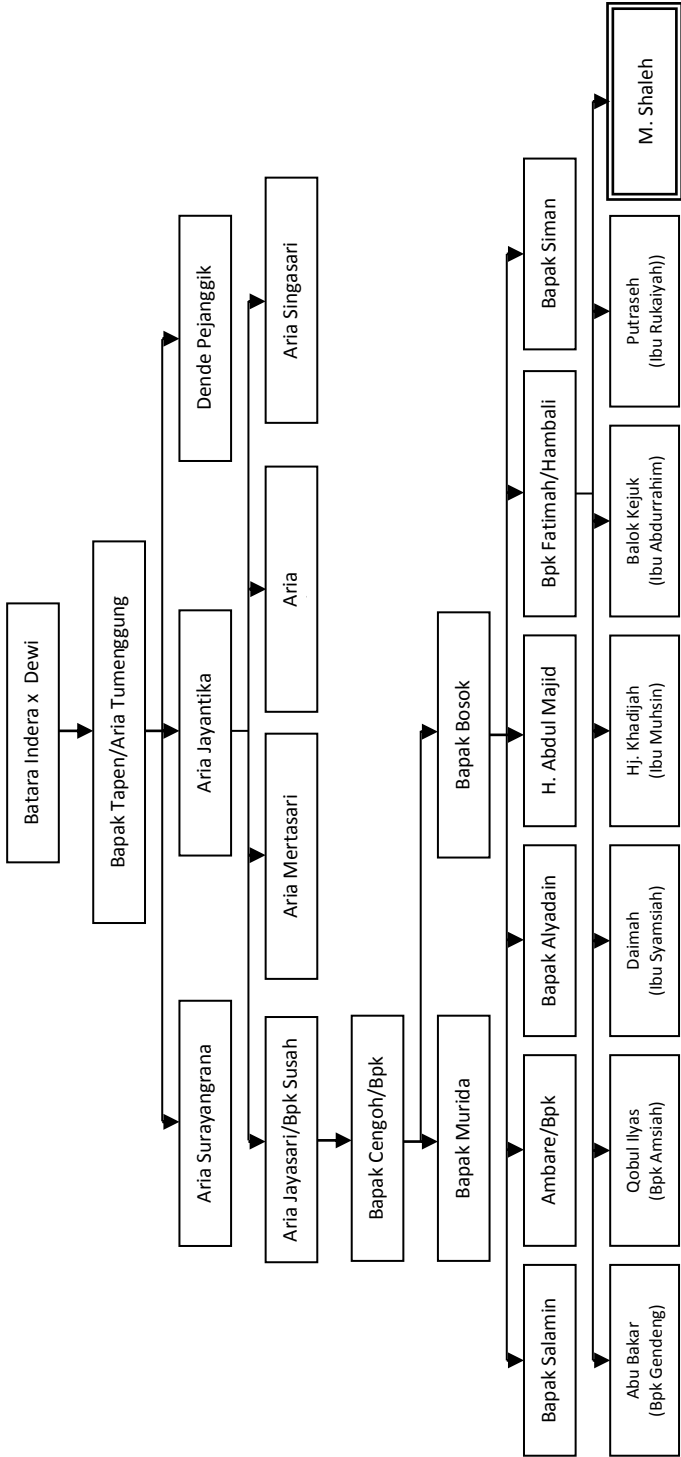 Batara Indera x Dewi
Bapak Tapen/Aria Tumenggung
Aria Surayangrana
Aria Jayantika
Dende Pejanggik
Aria Jayasari/Bpk Susah
Aria Mertasari
Aria
Aria Singasari
Bapak Cengoh/Bpk
Bapak Murida
Bapak Bosok
Bapak Salamin
Ambare/Bpk
Bapak Alyadain
H. Abdul Majid
Bpk Fatimah/Hambali
Bapak Siman
Abu Bakar
(Bpk Gendeng)
Qobul Ilyas
(Bpk Amsiah)
Daimah
(Ibu Syamsiah)
Hj. Khadijah
(Ibu Muhsin)
Balok Kejuk
(Ibu Abdurrahim)
Putraseh
(Ibu Rukaiyah))
M. Shaleh